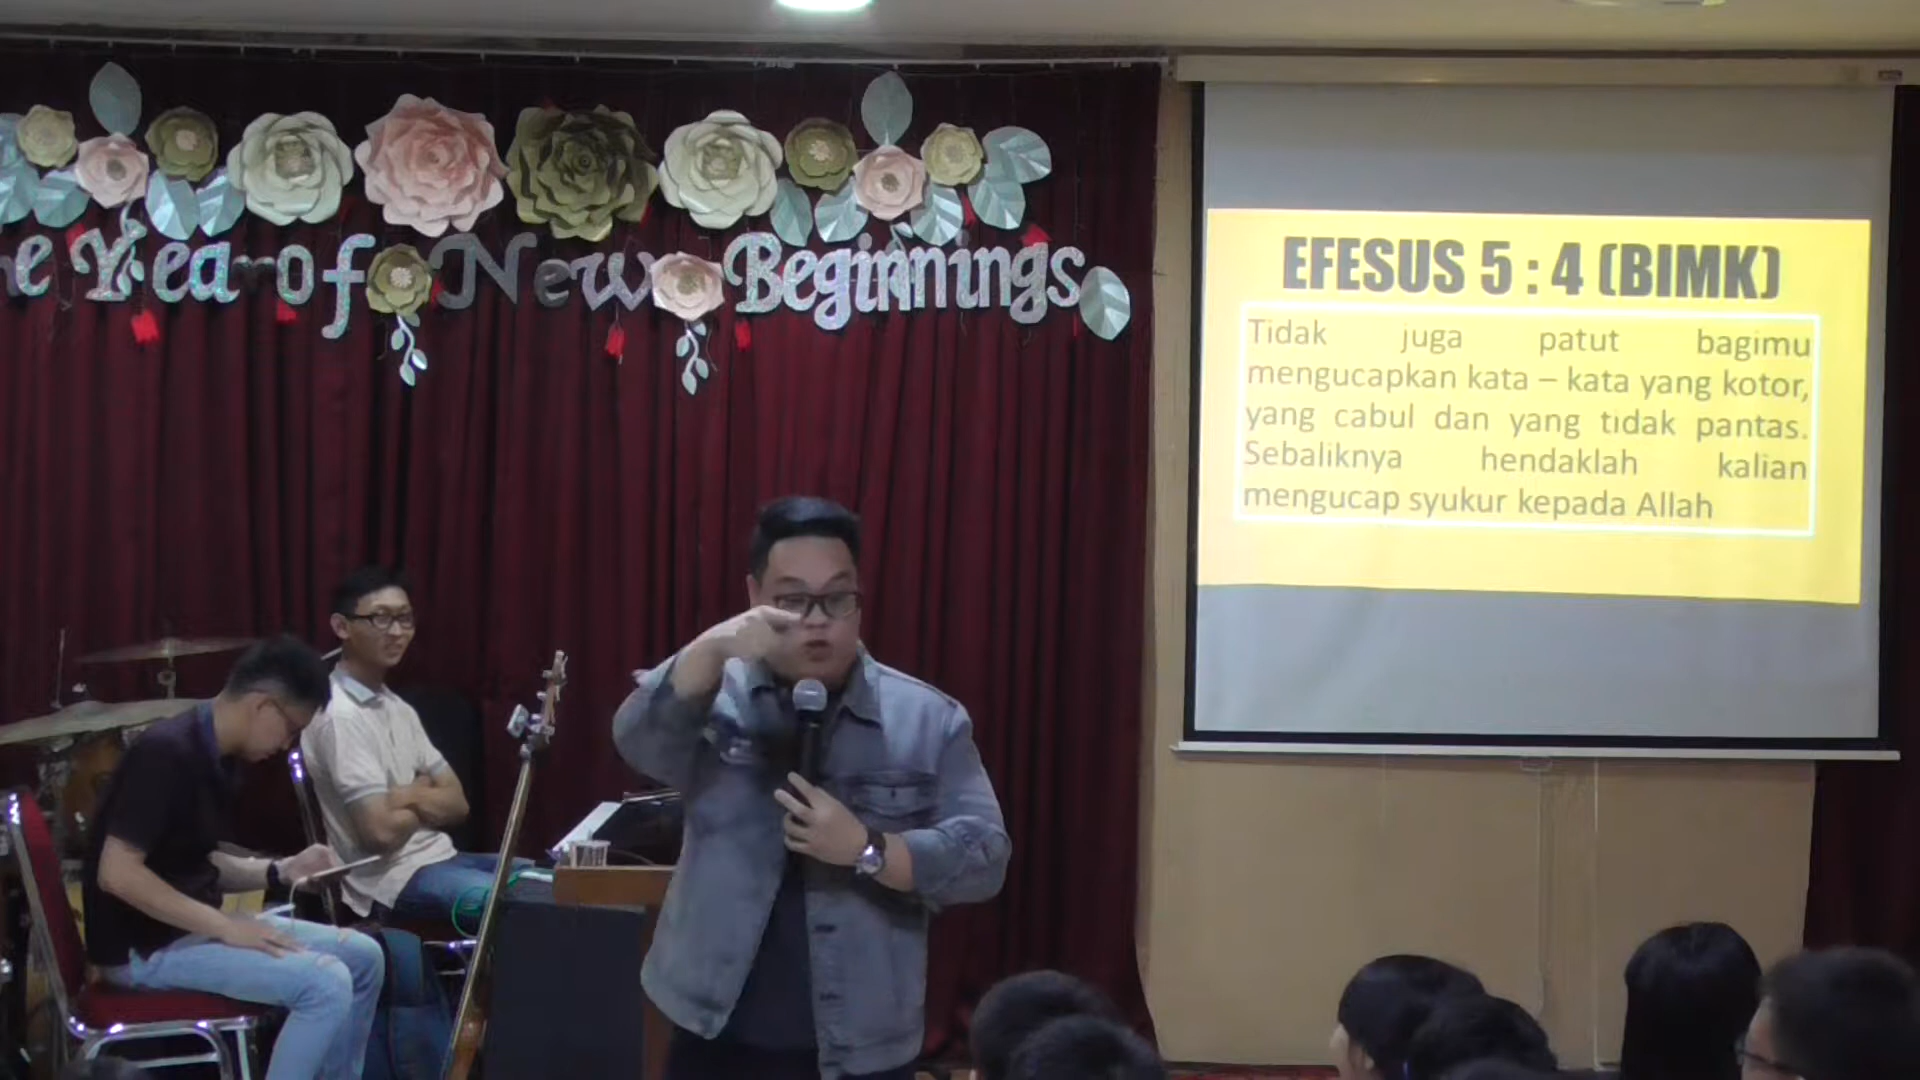 he Year of New Beginnings
EFESUS 5 : 4 (BIMK)
Tidak juga patut bagimu
mengucapkan kata – kata yang kotor,
yang cabul dan yang tidak pantas.
Sebaliknya hendaklah kalian
mengucap syukur kepada Allah